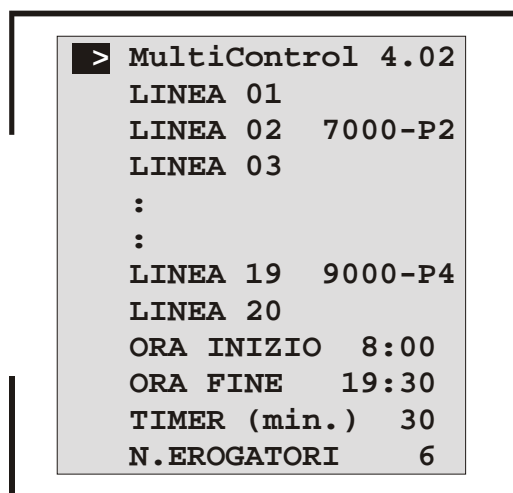 > MultiControl 4.02
LINEA 01
LINEA 02 7000-P2
LINEA 03
:
:
LINEA 19 9000-P4
LINEA 20
ORA INIZIO 8:00
ORA FINE 19:30
TIMER (min.) 30
N.EROGATORI 6